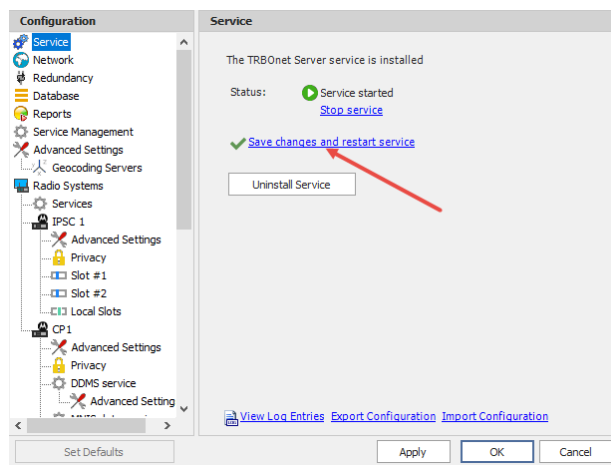 Configuration
Service
Service
Network
Redundancy
Database
Reports
Service Management
Advanced Settings
Geocoding Servers
Radio Systems
Services
IPSC 1
Advanced Settings
Privacy
Slot #1
Slot #2
Local Slots
CP1
Advanced Settings
Privacy
DDMS service
Advanced Setting
The TRBOnet Server service is installed
Status: Service started
Stop service
Save changes and restart service
Uninstall Service
View Log Entries Export Configuration Import Configuration
Set Defaults
Apply OK Cancel